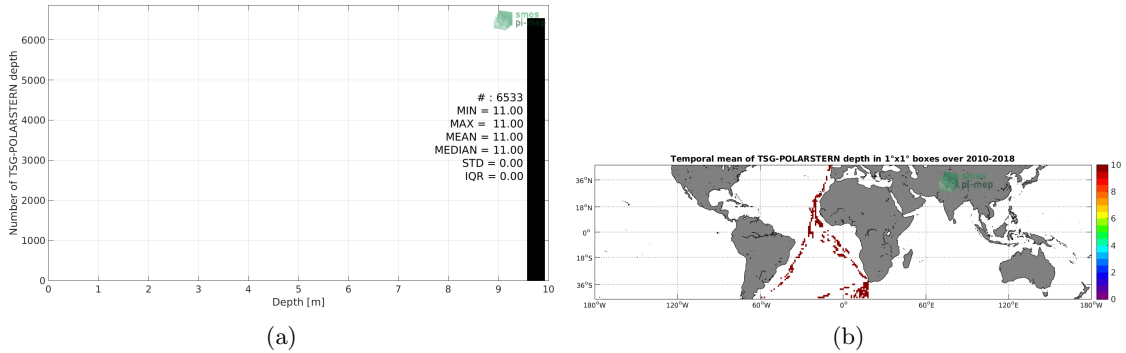 smos
pi-mep
Number of TSG-POLARSTERN depth
6000
5000
4000
3000
2000
1000
0
# : 6533
MIN = 11.00
MAX = 11.00
MEAN = 11.00
MEDIAN = 11.00
STD = 0.00
IQR = 0.00
0 1 2 3 4 5 6 7 8 9 10
Depth [m]
(a)
Temporal mean of TSG-POLARSTERN depth in 1°x1° boxes over 2010-2018
smos
pi-mep
36°N
18°N
0°
18°S
36°S
180°W 120°W 60°W 0° 60°E 120°E 180°W
10
8
6
4
2
0
(b)